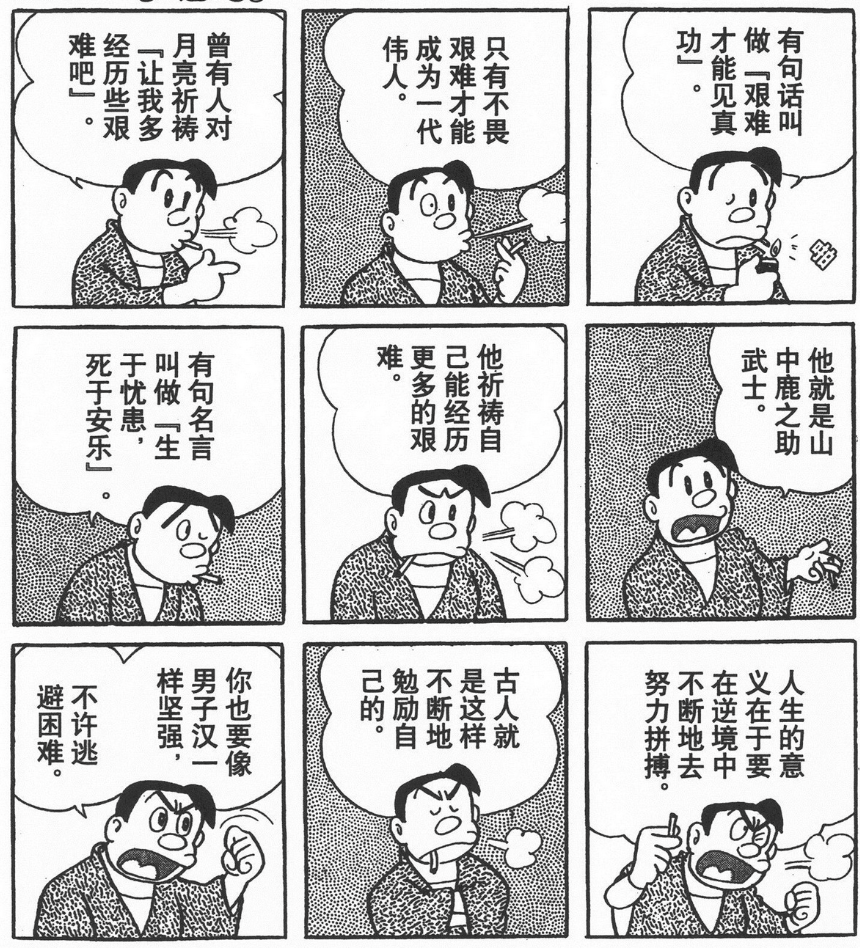 有句话叫
做『艰难
才能见真
功』。
只有不畏
艰难才能
成为一代
伟人。
曾有人对
月亮祈祷
『让我多
经历些艰
难吧』。
他就是山
中鹿之助
武士。
他祈祷自
己能经历
更多的艰
难。
有句名言
叫做『生
于忧患，
死于安乐』。
人生的意
义在于要
在逆境中
不断地去
努力拼搏。
古人就
是这样
不断地
勉励自
己的。
你也要像
男子汉一
样坚强，
不许逃
避困难。